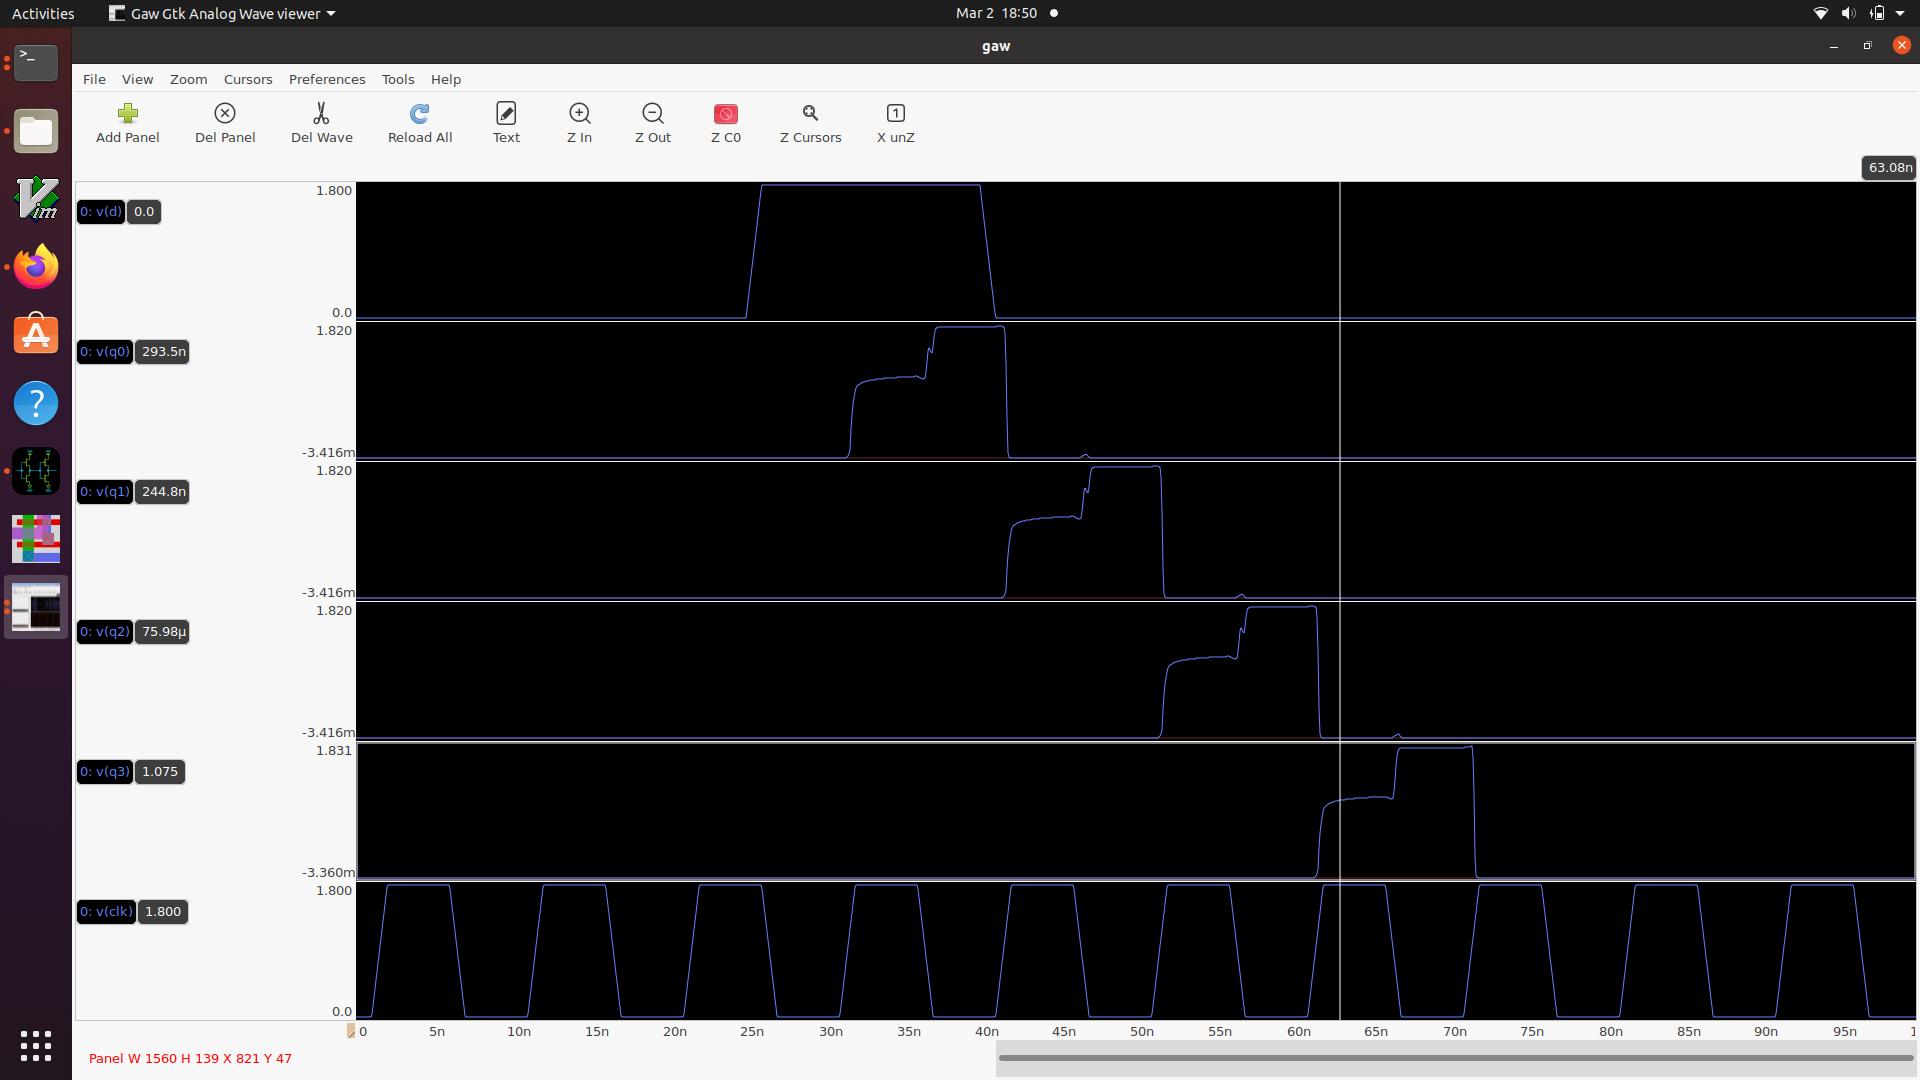 Activities Gaw Gtk Analog Wave viewer Mar 2 18:50
gaw
File View Zoom Cursors Preferences Tools Help
Add Panel Del Panel Del Wave Reload All Text Z In Z Out Z C0 Z Cursors 1 X unZ
63.08n
1.800
0: v(d) 0.0
0.0
1.820
0: v(q0) 293.5n
-3.416m
1.820
0: v(q1) 244.8n
-3.416m
1.820
0: v(q2) 75.98µ
-3.416m
1.831
0: v(q3) 1.075
-3.360m
1.800
0: v(clk) 1.800
0.0
0 5n 10n 15n 20n 25n 30n 35n 40n 45n 50n 55n 60n 65n 70n 75n 80n 85n 90n 95n 1
Panel W 1560 H 139 X 821 Y 47
>_
Vim
A
?